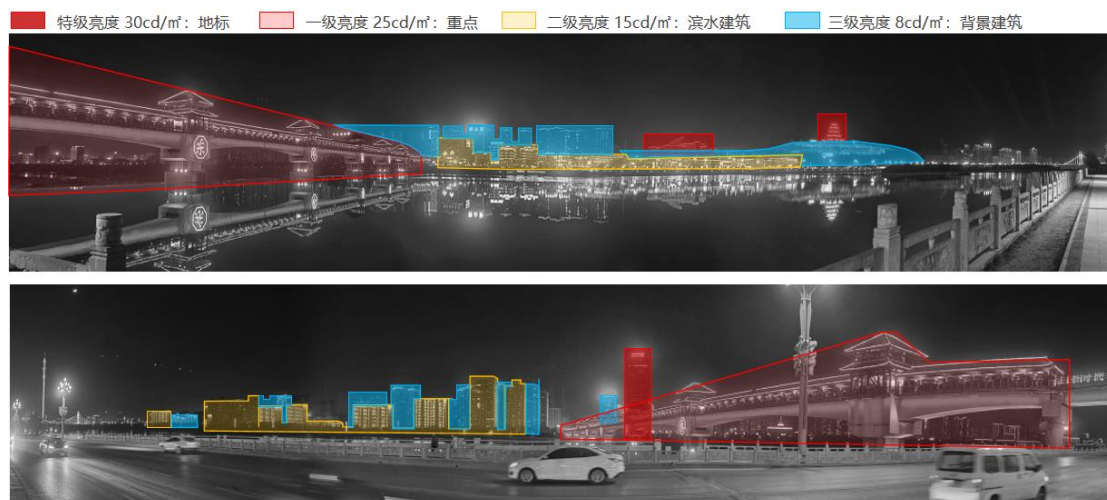 特级亮度 30cd/㎡：地标
一级亮度 25cd/㎡：重点
二级亮度 15cd/㎡：滨水建筑
三级亮度 8cd/㎡：背景建筑